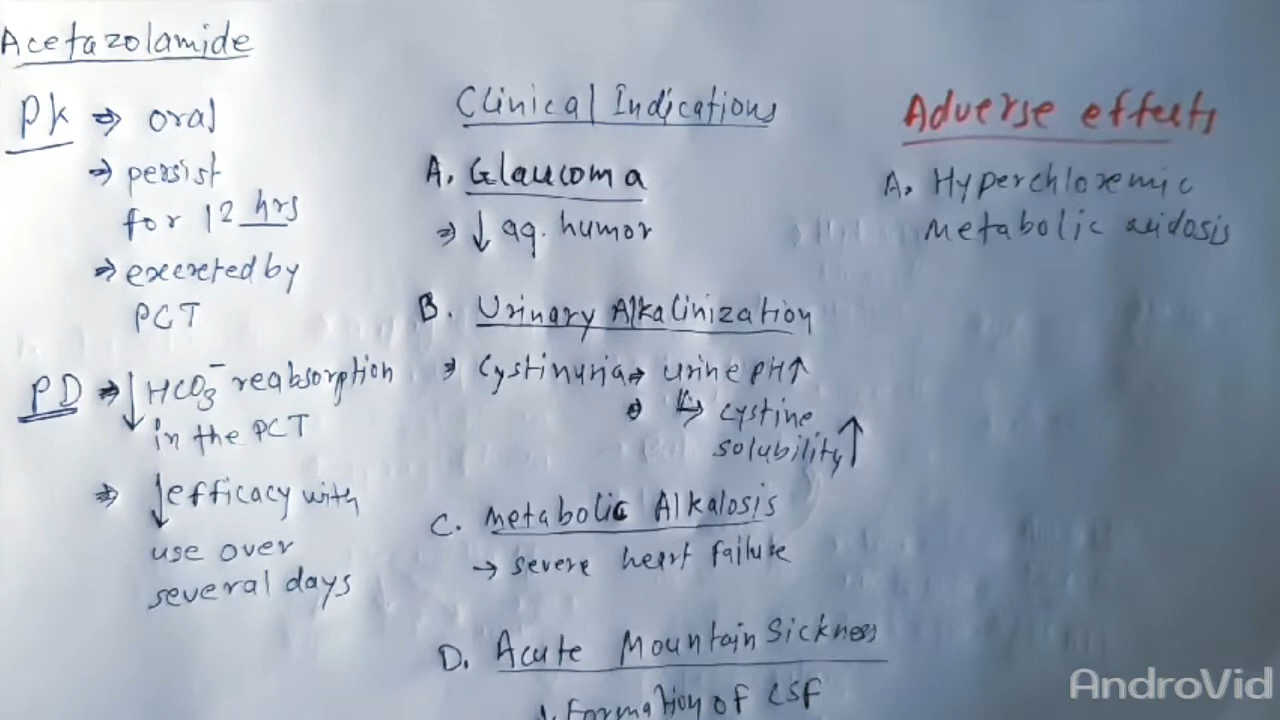 Acetazolamide
PK ⇒ oral
⇒ persist
for 12 hrs
⇒ excreted by
PCT
PD ⇒ ↓ HCO3⁻ reabsorption
in the PCT
⇒ ↓ efficacy with
use over
several days
Clinical Indications
A. Glaucoma
⇒ ↓ aq. humor
B. Urinary Alkalinization
⇒ Cystinuria → urine pH ↑
↳ cystine
solubility ↑
C. Metabolic Alkalosis
→ severe heart failure
D. Acute Mountain Sickness
↓ Formation of CSF
Adverse effects
A. Hyperchloremic
Metabolic acidosis
AndroVid